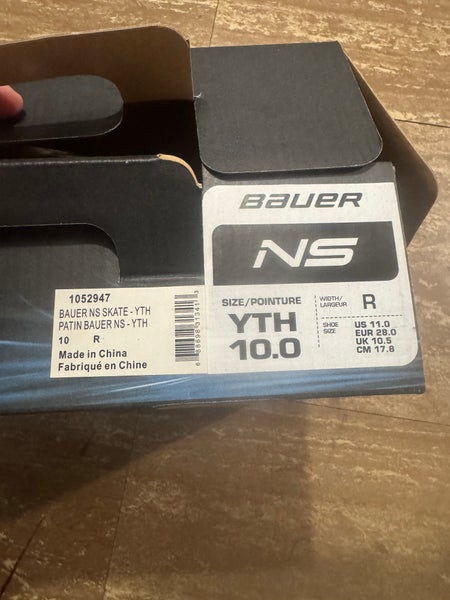 BAUER
NS
SIZE/POINTURE
YTH
10.0
WIDTH/
LARGEUR
R
SHOE
SIZE
US 11.0
EUR 28.0
UK 10.5
CM 17.8
1052947
BAUER NS SKATE - YTH
PATIN BAUER NS - YTH
10 R
Made in China
Fabriqué en Chine